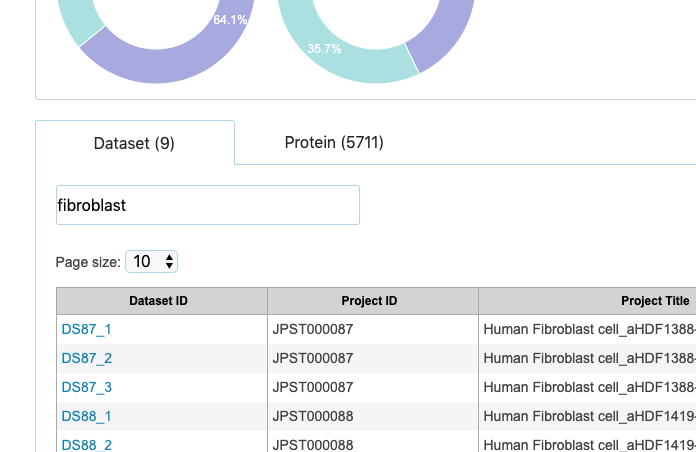 64.1%
35.7%
Dataset (9)
Protein (5711)
fibroblast
Page size: 10
Dataset ID Project ID Project Title
DS87_1 JPST000087 Human Fibroblast cell_aHDF1388-
DS87_2 JPST000087 Human Fibroblast cell_aHDF1388-
DS87_3 JPST000087 Human Fibroblast cell_aHDF1388-
DS88_1 JPST000088 Human Fibroblast cell_aHDF1419-
DS88_2 JPST000088 Human Fibroblast cell_aHDF1419-